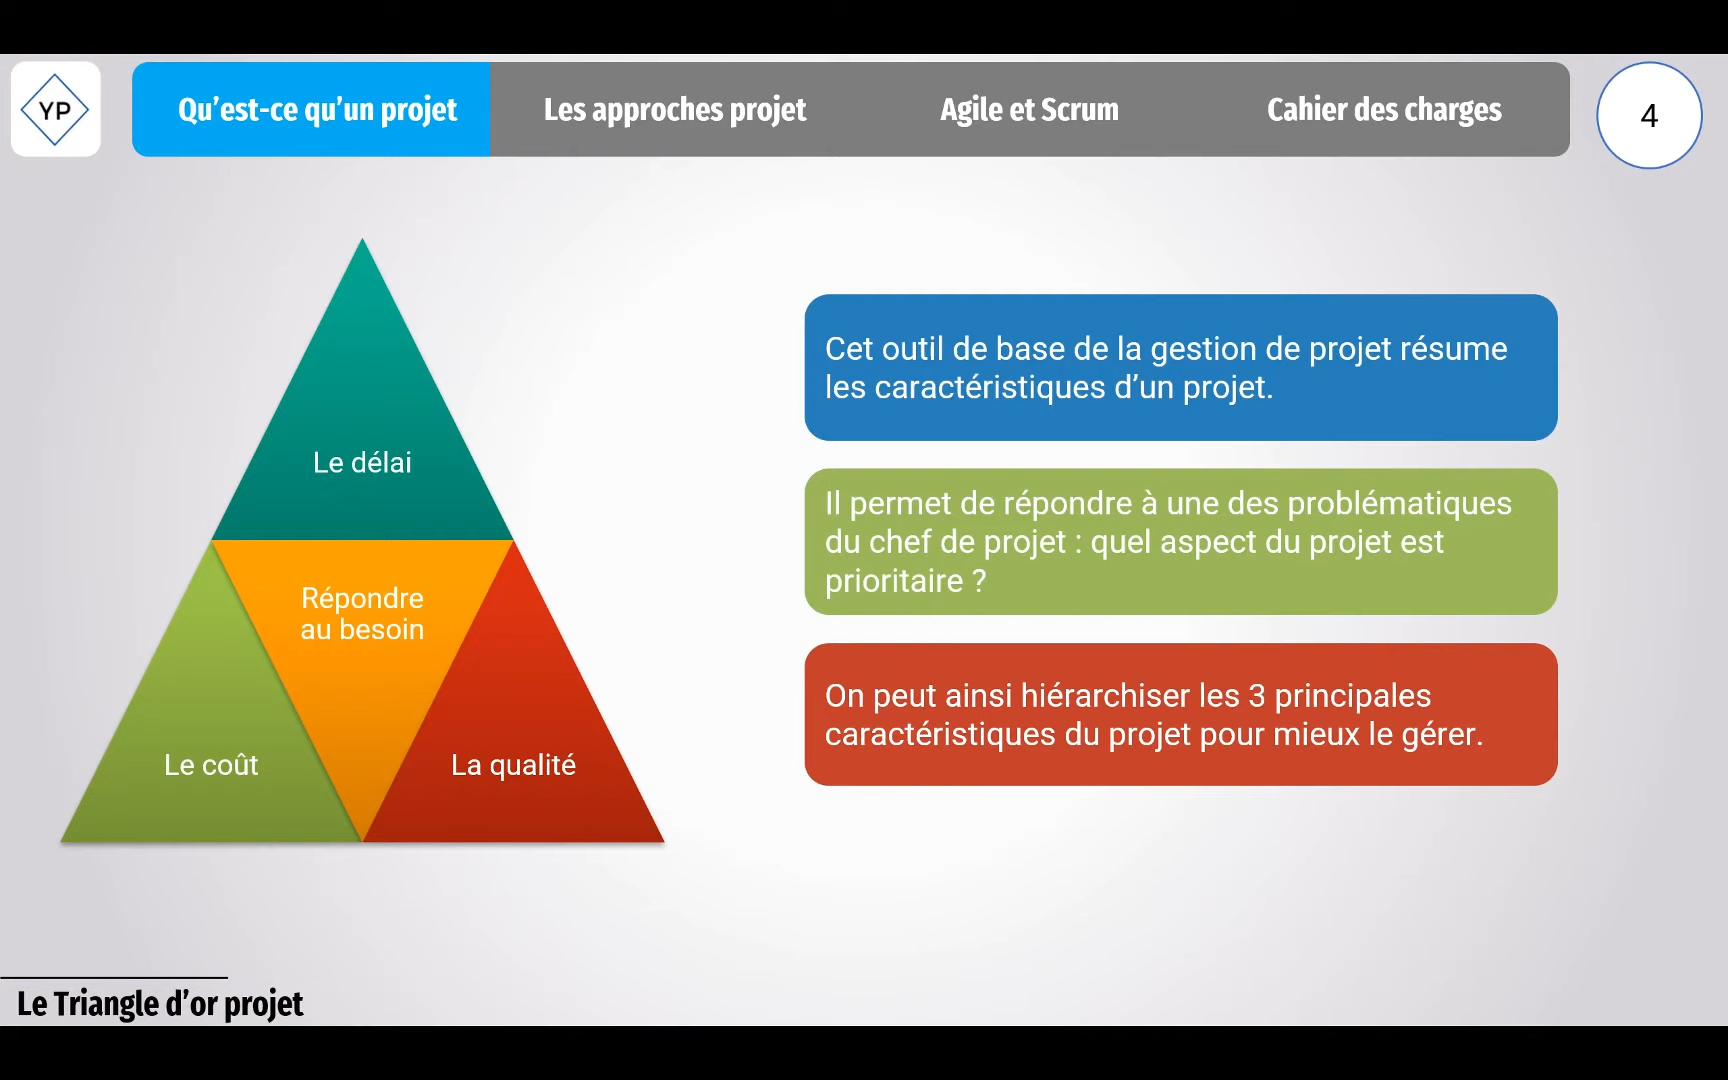 YP
Qu’est-ce qu’un projet
Les approches projet
Agile et Scrum
Cahier des charges
4
Le délai
Répondre
au besoin
Le coût
La qualité
Cet outil de base de la gestion de projet résume
les caractéristiques d’un projet.
Il permet de répondre à une des problématiques
du chef de projet : quel aspect du projet est
prioritaire ?
On peut ainsi hiérarchiser les 3 principales
caractéristiques du projet pour mieux le gérer.
Le Triangle d’or projet